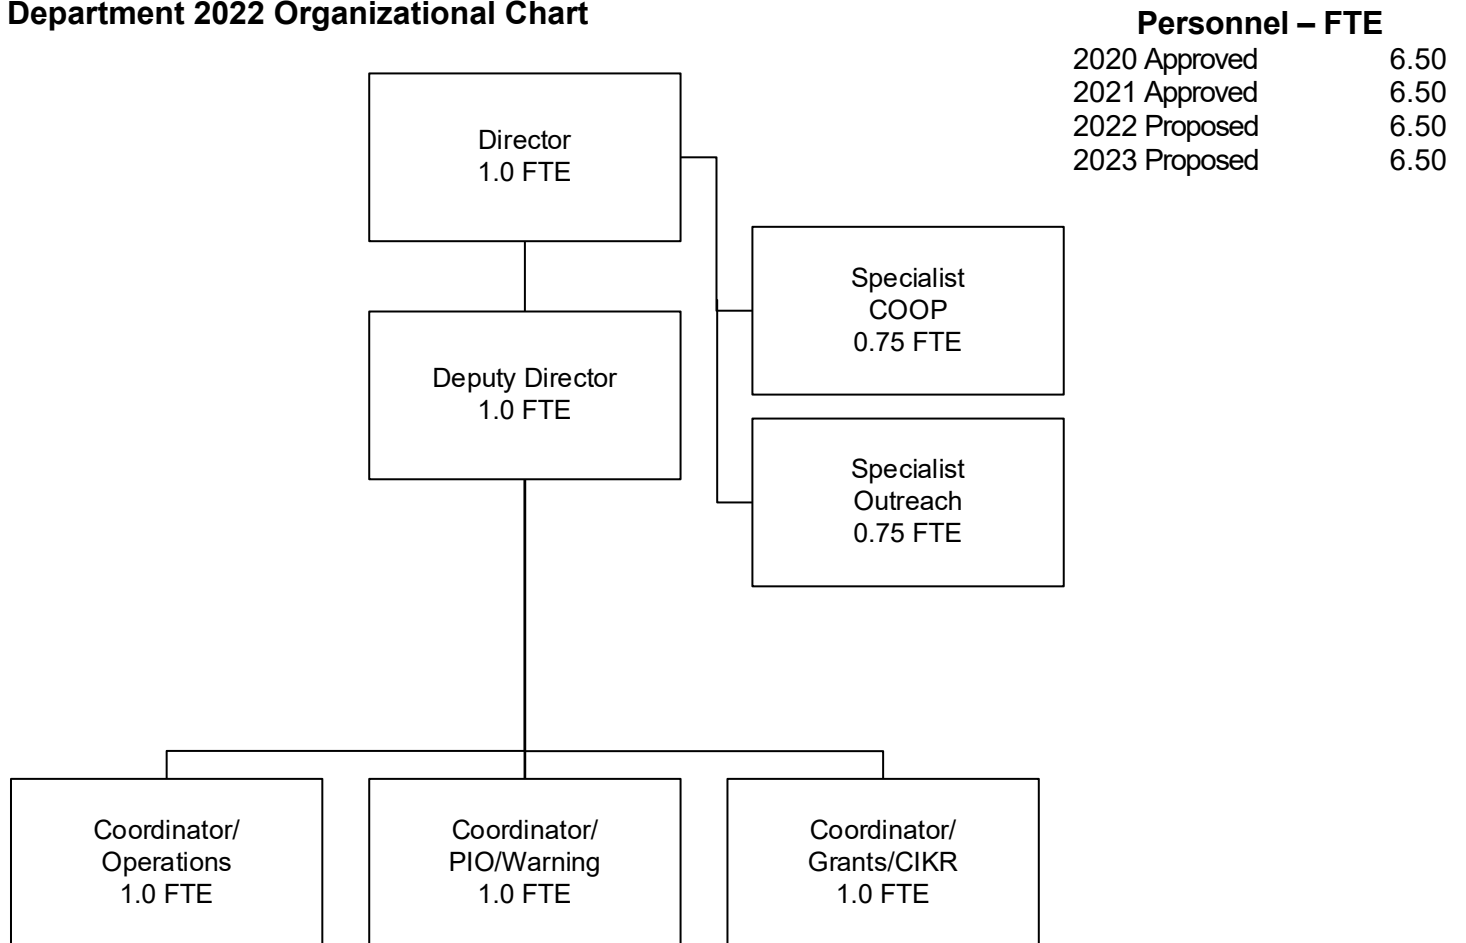 Department 2022 Organizational Chart
Personnel – FTE
2020 Approved 6.50
2021 Approved 6.50
2022 Proposed 6.50
2023 Proposed 6.50
Director
1.0 FTE
Specialist
COOP
0.75 FTE
Deputy Director
1.0 FTE
Specialist
Outreach
0.75 FTE
Coordinator/
Operations
1.0 FTE
Coordinator/
PIO/Warning
1.0 FTE
Coordinator/
Grants/CIKR
1.0 FTE